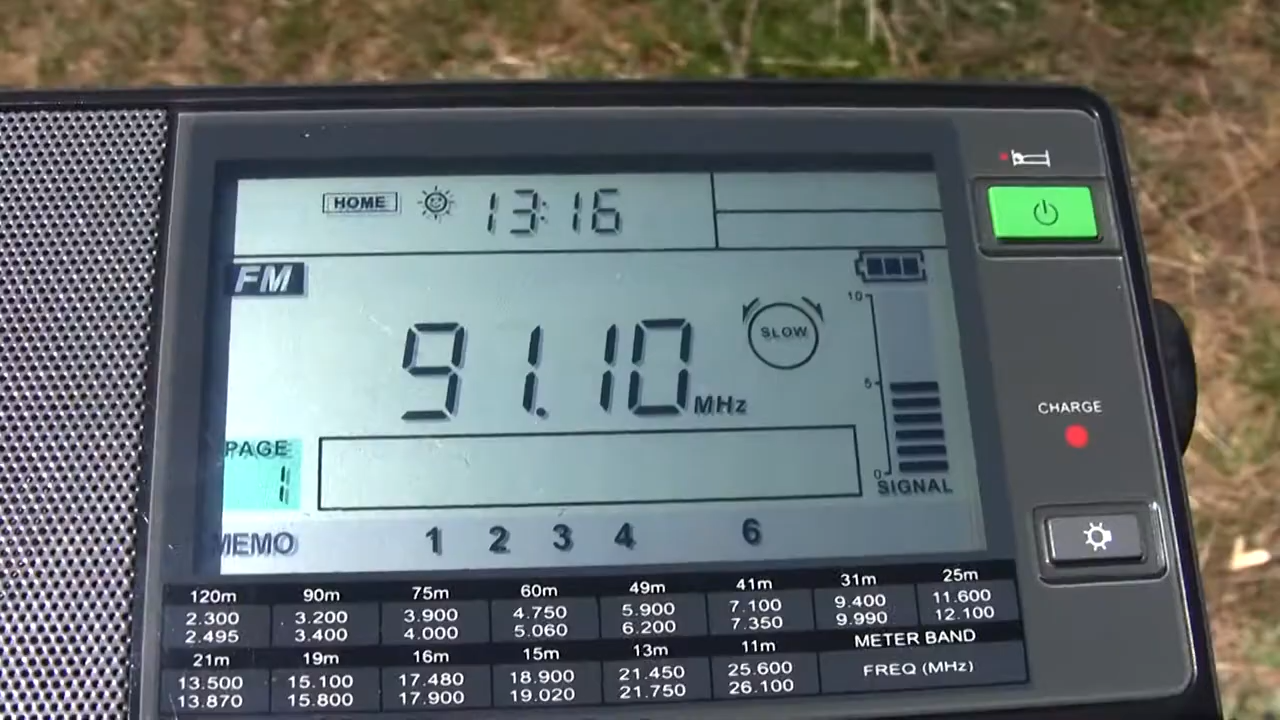 HOME 13:16
FM
91.10 MHz
SLOW
10
5
0
SIGNAL
CHARGE
PAGE
1
MEMO 1 2 3 4 6
120m 90m 75m 60m 49m 41m 31m 25m
2.300 3.200 3.900 4.750 5.900 7.100 9.400 11.600
2.495 3.400 4.000 5.060 6.200 7.350 9.990 12.100
21m 19m 16m 15m 13m 11m METER BAND
13.500 15.100 17.480 18.900 21.450 25.600 FREQ (MHz)
13.870 15.800 17.900 19.020 21.750 26.100